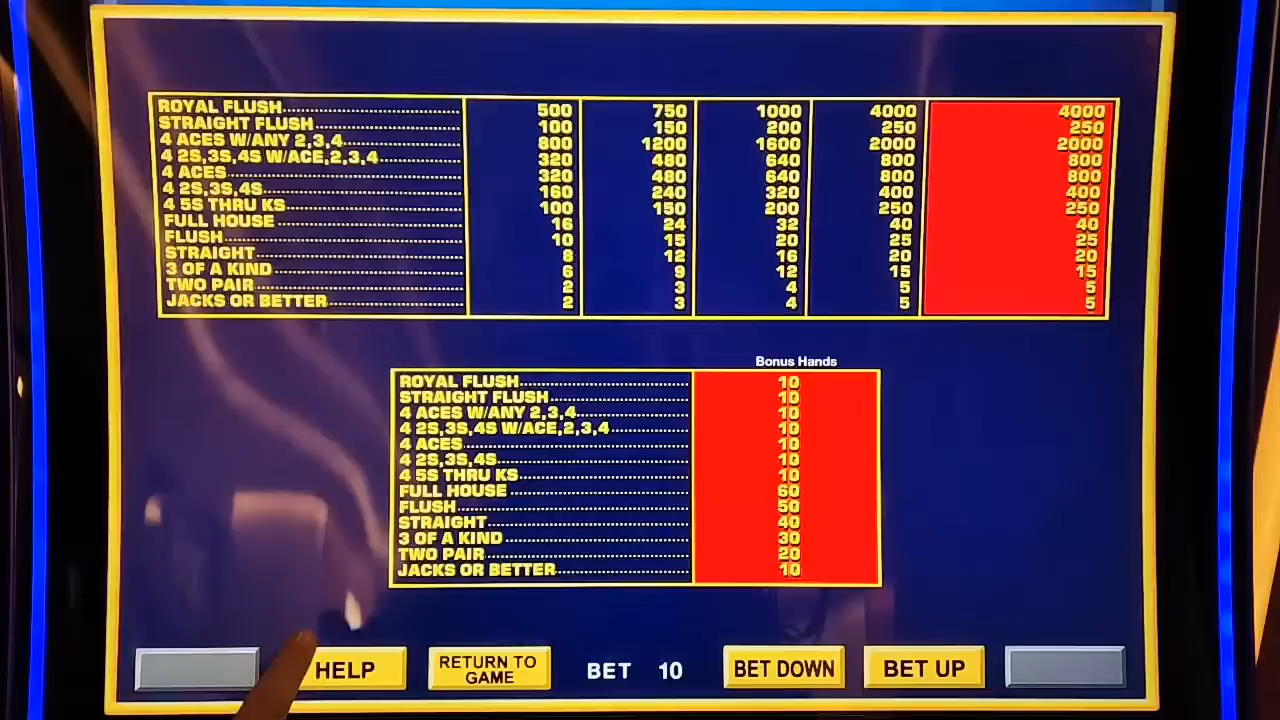 ROYAL FLUSH 500 750 1000 4000 4000
STRAIGHT FLUSH 100 150 200 250 250
4 ACES W/ANY 2,3,4 800 1200 1600 2000 2000
4 2S,3S,4S W/ACE,2,3,4 320 480 640 800 800
4 ACES 320 480 640 800 800
4 2S,3S,4S 160 240 320 400 400
4 5S THRU KS 100 150 200 250 250
FULL HOUSE 16 24 32 40 40
FLUSH 10 15 20 25 25
STRAIGHT 8 12 16 20 20
3 OF A KIND 6 9 12 15 15
TWO PAIR 2 3 4 5 5
JACKS OR BETTER 2 3 4 5 5
Bonus Hands
ROYAL FLUSH 10
STRAIGHT FLUSH 10
4 ACES W/ANY 2,3,4 10
4 2S,3S,4S W/ACE,2,3,4 10
4 ACES 10
4 2S,3S,4S 10
4 5S THRU KS 10
FULL HOUSE 60
FLUSH 50
STRAIGHT 40
3 OF A KIND 30
TWO PAIR 20
JACKS OR BETTER 10
HELP
RETURN TO
GAME
BET 10
BET DOWN
BET UP